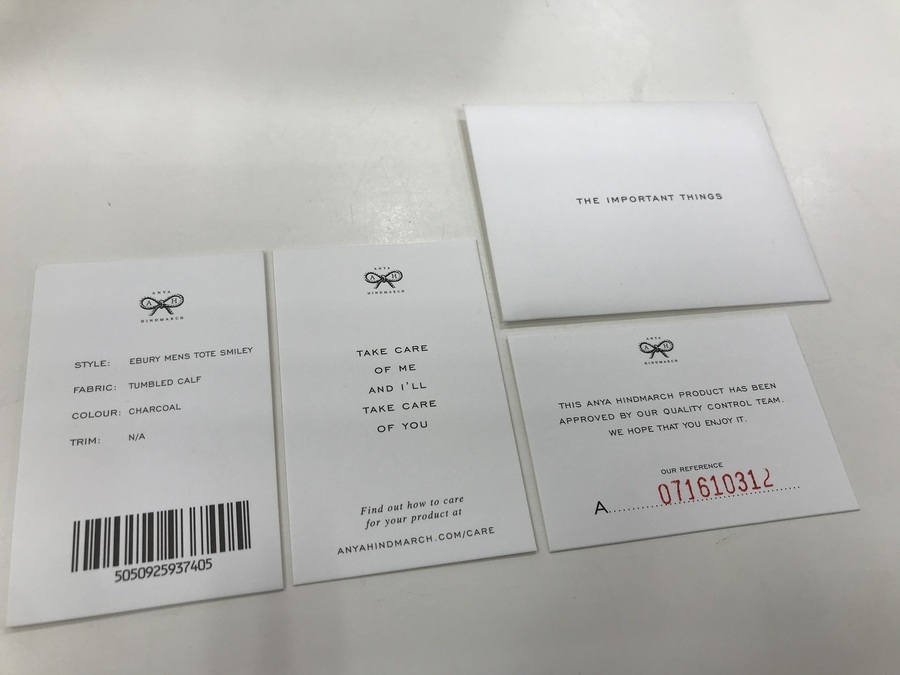 THE IMPORTANT THINGS
ANYA
A H
HINDMARCH
STYLE: EBURY MENS TOTE SMILEY
FABRIC: TUMBLED CALF
COLOUR: CHARCOAL
TRIM: N/A
5050925937405
ANYA
A H
HINDMARCH
TAKE CARE
OF ME
AND I'LL
TAKE CARE
OF YOU
Find out how to care
for your product at
ANYAHINDMARCH.COM/CARE
ANYA
A H
HINDMARCH
THIS ANYA HINDMARCH PRODUCT HAS BEEN
APPROVED BY OUR QUALITY CONTROL TEAM.
WE HOPE THAT YOU ENJOY IT.
OUR REFERENCE
A.....071610312.....